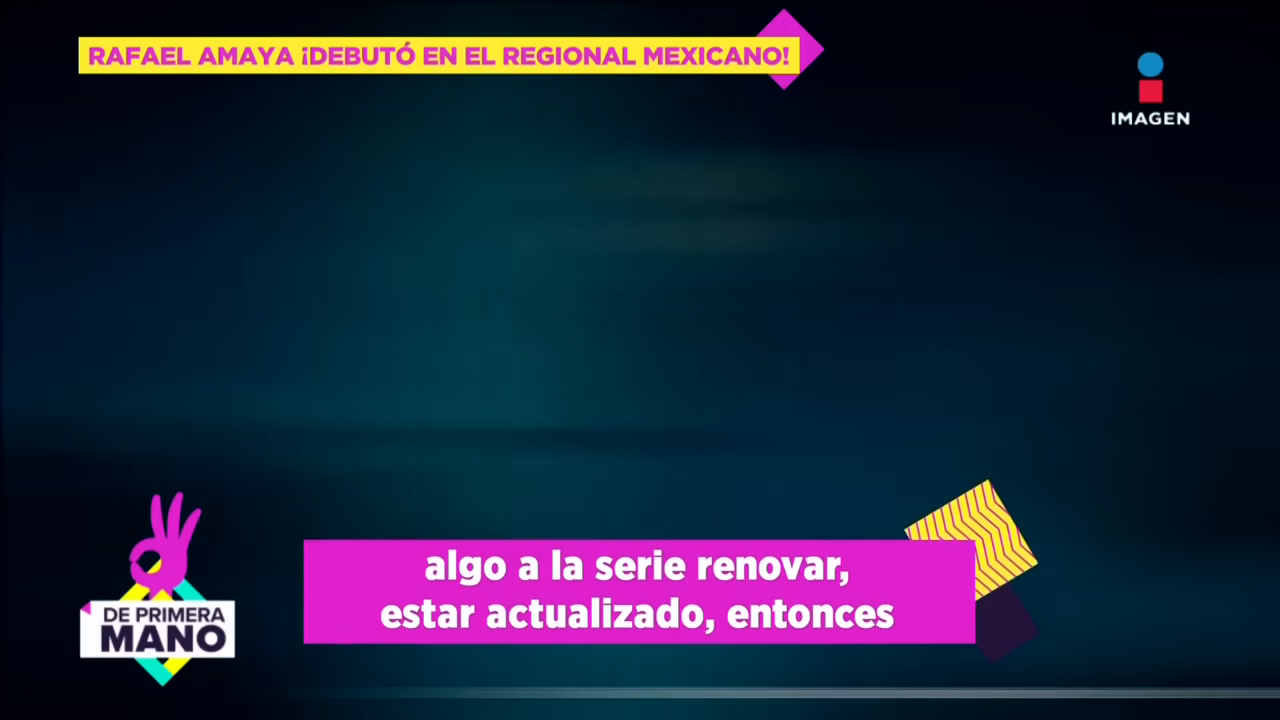 RAFAEL AMAYA ¡DEBUTÓ EN EL REGIONAL MEXICANO!
IMAGEN
algo a la serie renovar,
estar actualizado, entonces
DE PRIMERA
MANO